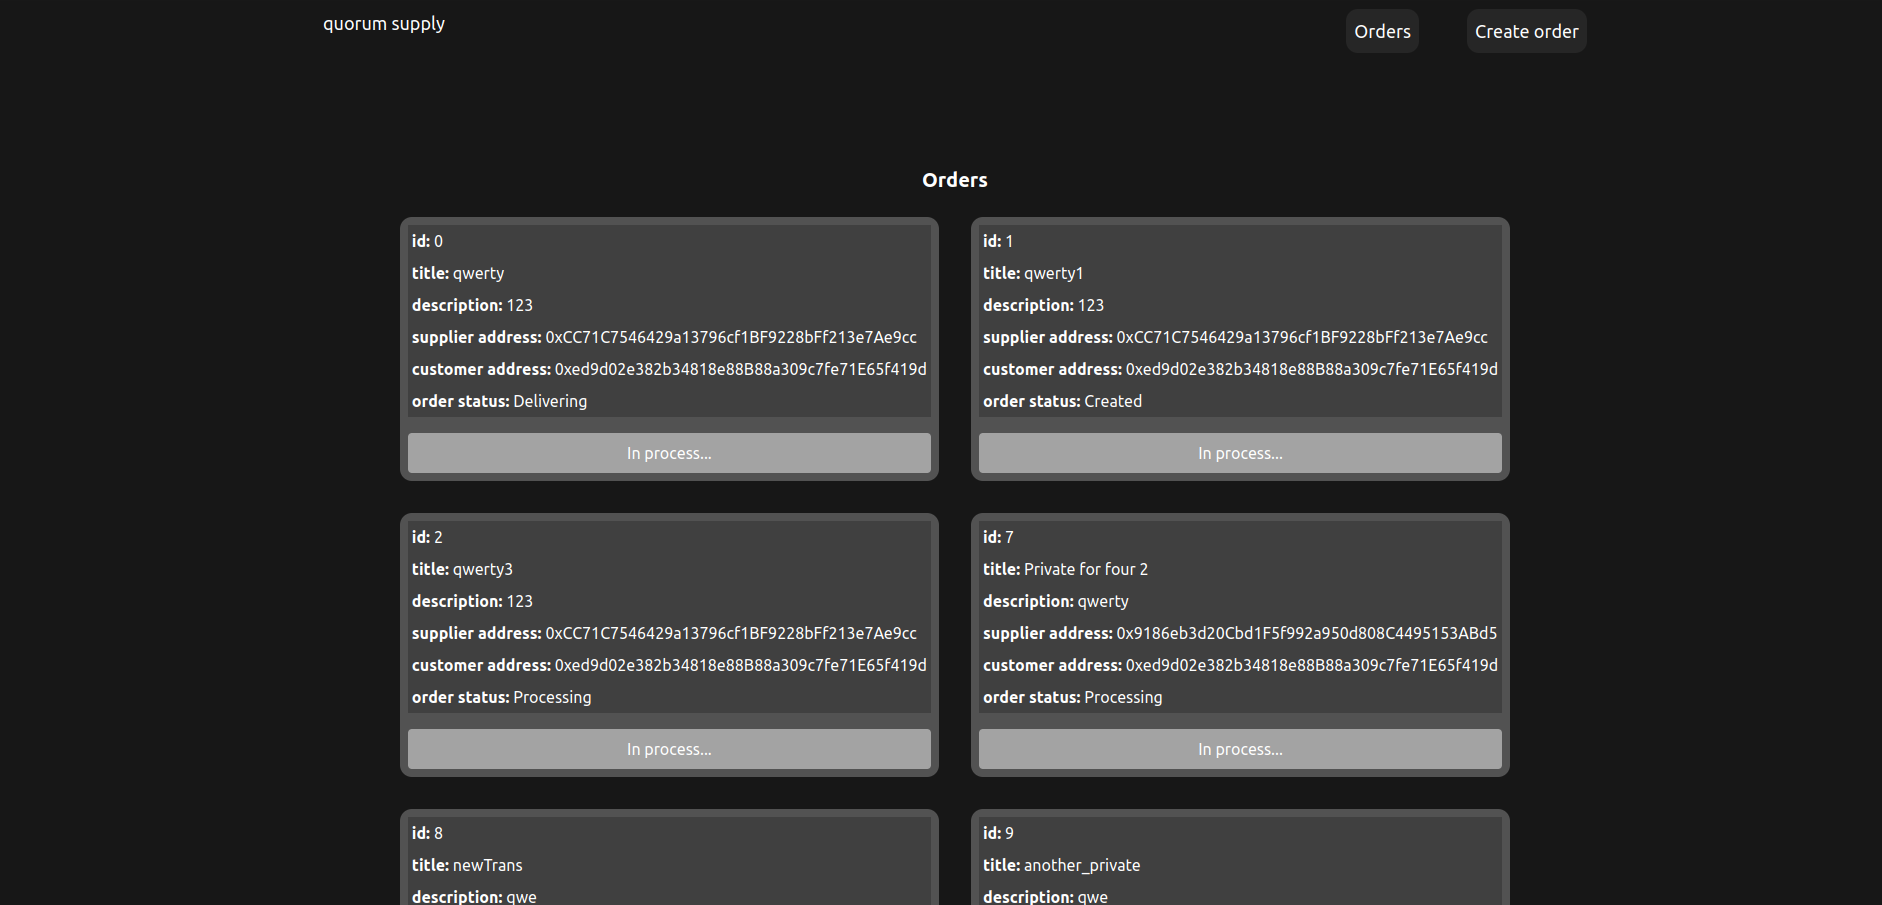 quorum supply
Orders
Create order
Orders
id: 0
title: qwerty
description: 123
supplier address: 0xCC71C7546429a13796cf1BF9228bFf213e7Ae9cc
customer address: 0xed9d02e382b34818e88B88a309c7fe71E65f419d
order status: Delivering
In process...
id: 1
title: qwerty1
description: 123
supplier address: 0xCC71C7546429a13796cf1BF9228bFf213e7Ae9cc
customer address: 0xed9d02e382b34818e88B88a309c7fe71E65f419d
order status: Created
In process...
id: 2
title: qwerty3
description: 123
supplier address: 0xCC71C7546429a13796cf1BF9228bFf213e7Ae9cc
customer address: 0xed9d02e382b34818e88B88a309c7fe71E65f419d
order status: Processing
In process...
id: 7
title: Private for four 2
description: qwerty
supplier address: 0x9186eb3d20Cbd1F5f992a950d808C4495153ABd5
customer address: 0xed9d02e382b34818e88B88a309c7fe71E65f419d
order status: Processing
In process...
id: 8
title: newTrans
description: qwe
id: 9
title: another_private
description: qwe